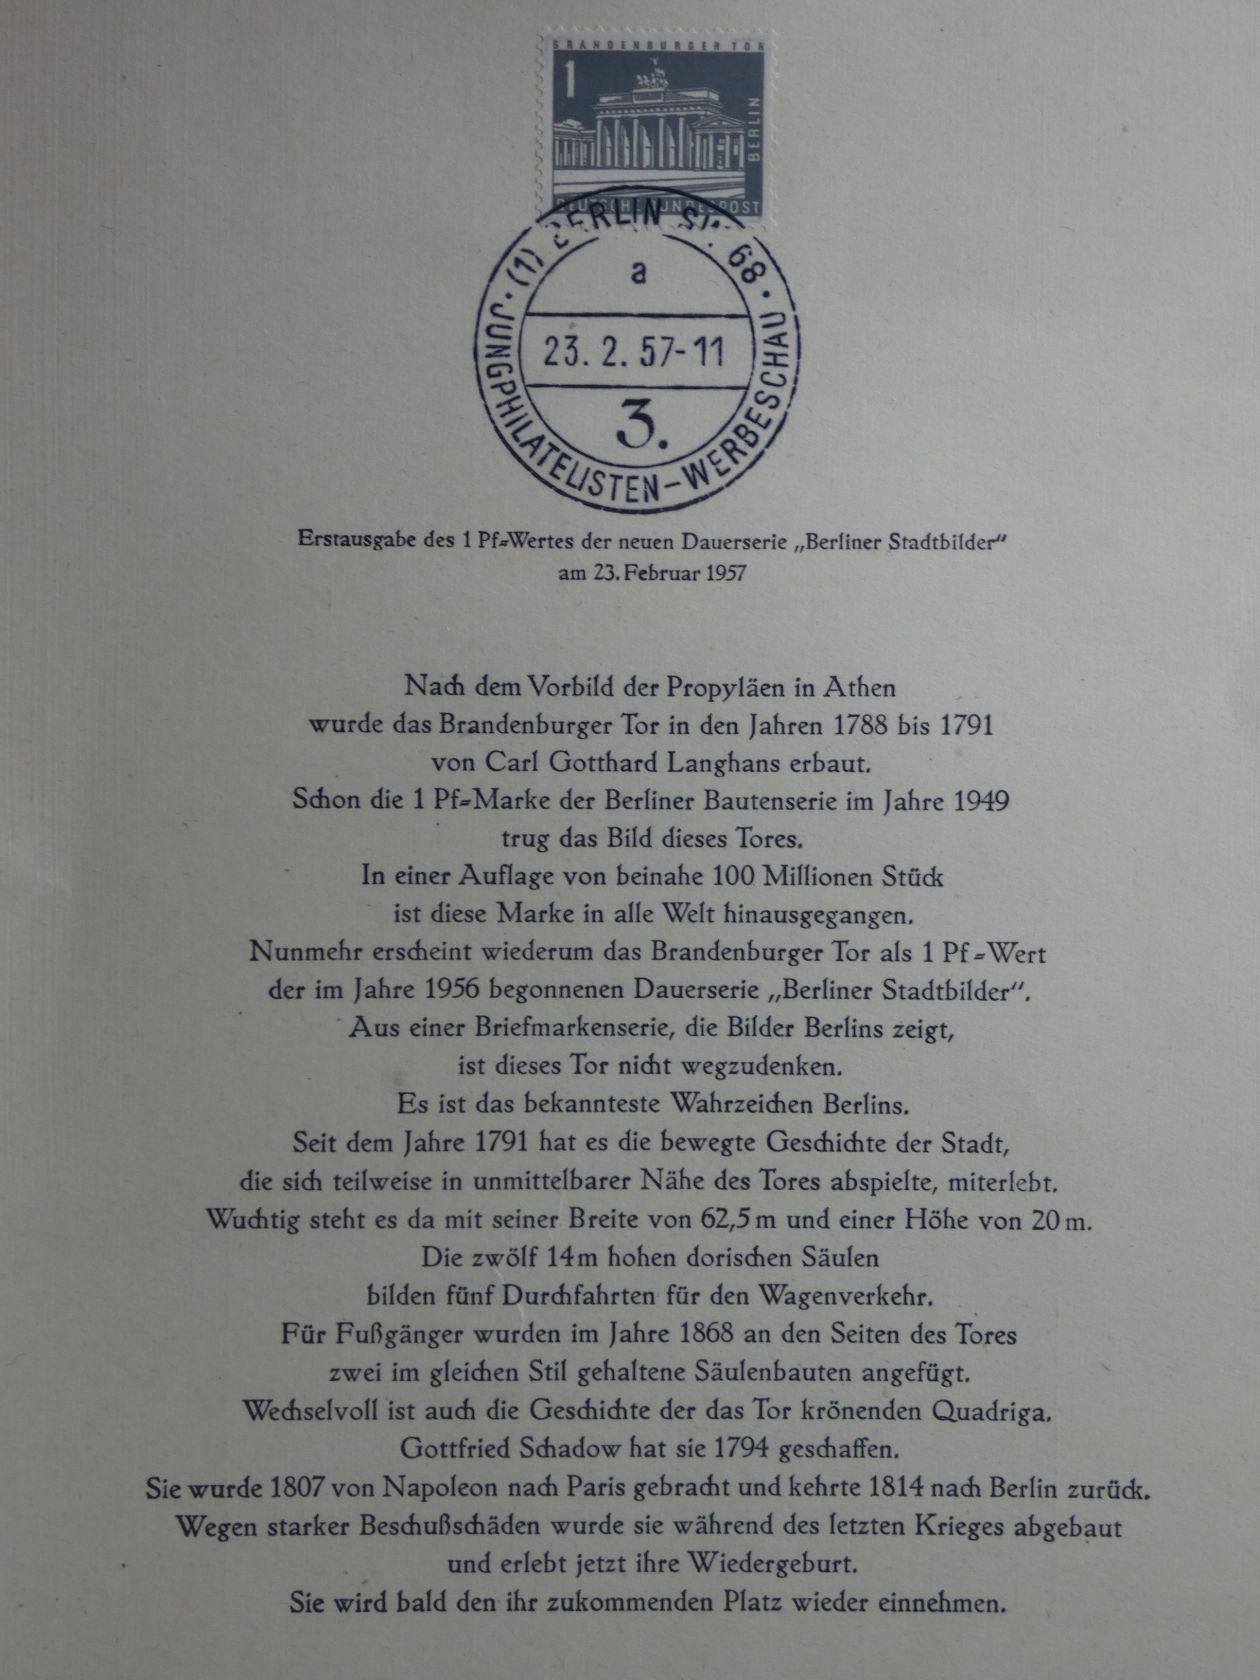 BRANDENBURGER TOR
1
BERLIN
DEUTSCHE BUNDESPOST
(1) BERLIN SW 68
a
23. 2. 57-11
3.
JUNGPHILATELISTEN-WERBESCHAU
Erstausgabe des 1 Pf=Wertes der neuen Dauerserie „Berliner Stadtbilder“
am 23. Februar 1957
Nach dem Vorbild der Propyläen in Athen
wurde das Brandenburger Tor in den Jahren 1788 bis 1791
von Carl Gotthard Langhans erbaut.
Schon die 1 Pf=Marke der Berliner Bautenserie im Jahre 1949
trug das Bild dieses Tores.
In einer Auflage von beinahe 100 Millionen Stück
ist diese Marke in alle Welt hinausgegangen.
Nunmehr erscheint wiederum das Brandenburger Tor als 1 Pf=Wert
der im Jahre 1956 begonnenen Dauerserie „Berliner Stadtbilder“.
Aus einer Briefmarkenserie, die Bilder Berlins zeigt,
ist dieses Tor nicht wegzudenken.
Es ist das bekannteste Wahrzeichen Berlins.
Seit dem Jahre 1791 hat es die bewegte Geschichte der Stadt,
die sich teilweise in unmittelbarer Nähe des Tores abspielte, miterlebt.
Wuchtig steht es da mit seiner Breite von 62,5 m und einer Höhe von 20 m.
Die zwölf 14 m hohen dorischen Säulen
bilden fünf Durchfahrten für den Wagenverkehr.
Für Fußgänger wurden im Jahre 1868 an den Seiten des Tores
zwei im gleichen Stil gehaltene Säulenbauten angefügt.
Wechselvoll ist auch die Geschichte der das Tor krönenden Quadriga.
Gottfried Schadow hat sie 1794 geschaffen.
Sie wurde 1807 von Napoleon nach Paris gebracht und kehrte 1814 nach Berlin zurück.
Wegen starker Beschußschäden wurde sie während des letzten Krieges abgebaut
und erlebt jetzt ihre Wiedergeburt.
Sie wird bald den ihr zukommenden Platz wieder einnehmen.